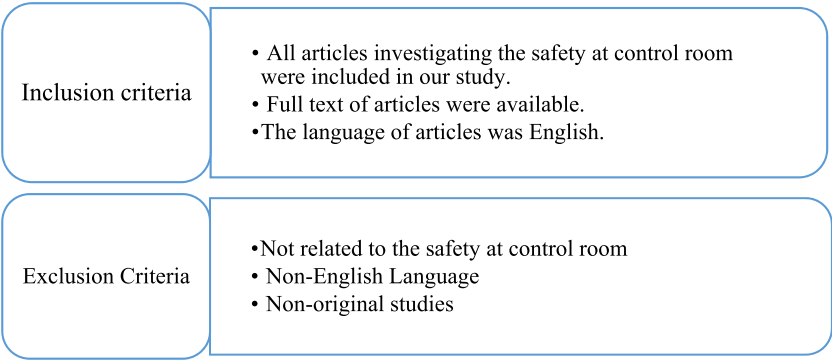 Inclusion criteria
• All articles investigating the safety at control room
were included in our study.
• Full text of articles were available.
•The language of articles was English.
Exclusion Criteria
•Not related to the safety at control room
• Non-English Language
• Non-original studies